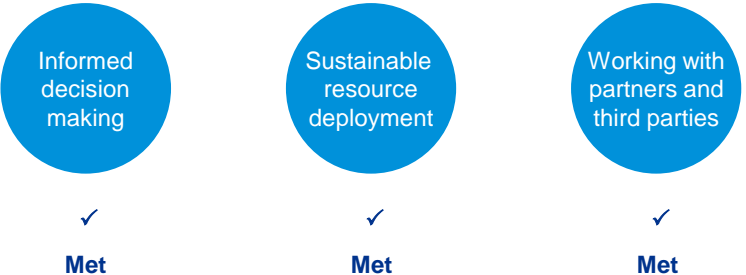 Informed
decision
making
Sustainable
resource
deployment
Working with
partners and
third parties
✓
✓
✓
Met
Met
Met